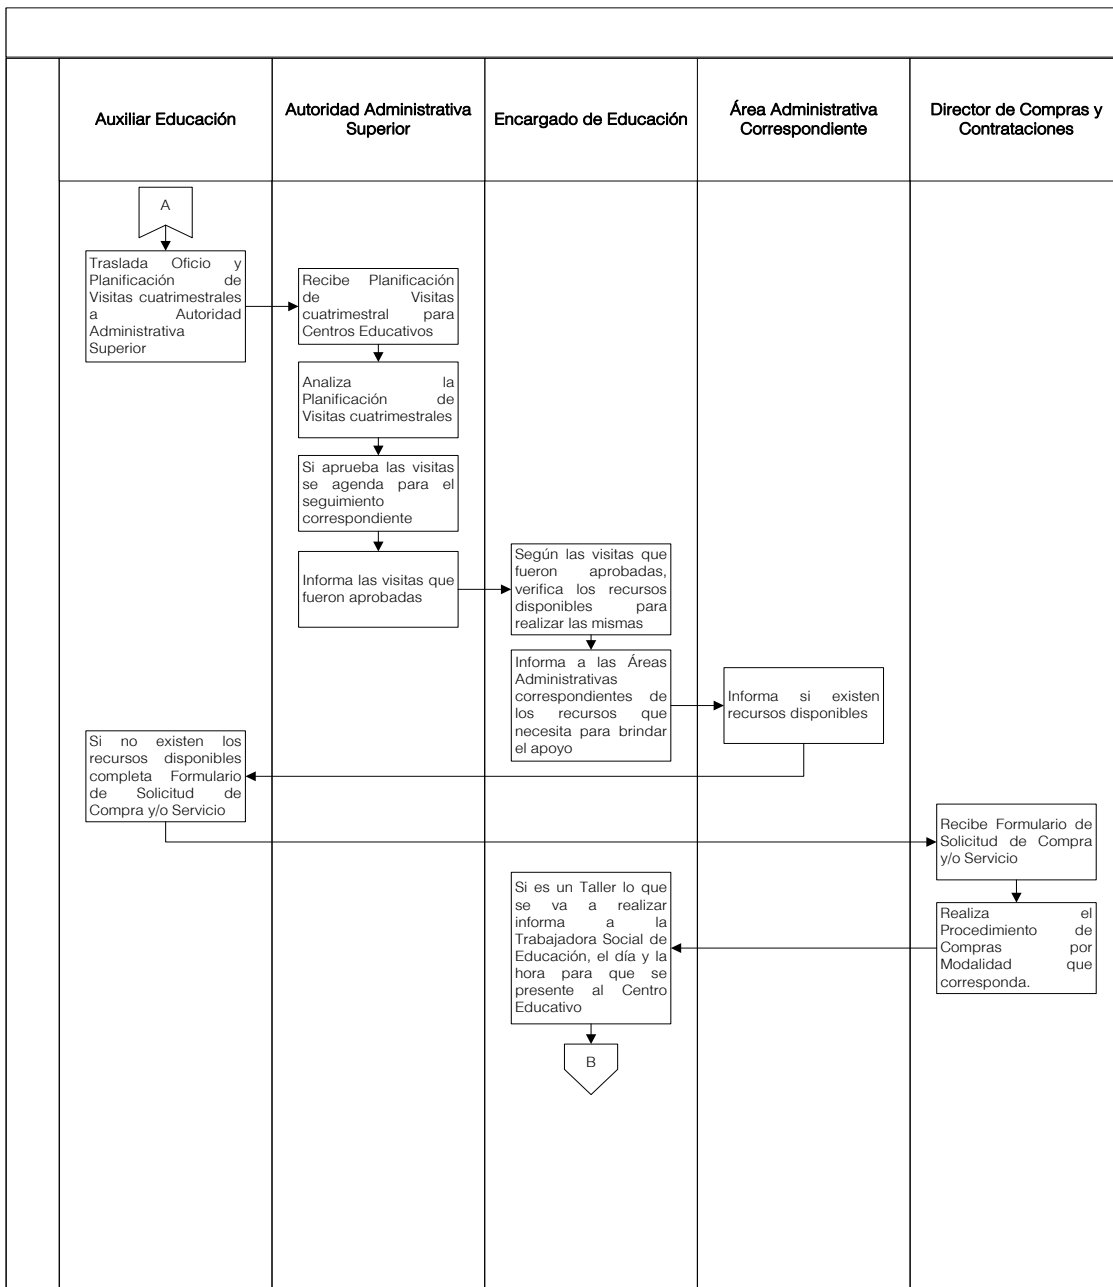 Auxiliar Educación
Autoridad Administrativa
Superior
Encargado de Educación
Área Administrativa
Correspondiente
Director de Compras y
Contrataciones
A
Traslada Oficio y
Planificación de
Visitas cuatrimestrales
a Autoridad
Administrativa
Superior
Recibe Planificación
de Visitas
cuatrimestral para
Centros Educativos
Analiza la
Planificación de
Visitas cuatrimestrales
Si aprueba las visitas
se agenda para el
seguimiento
correspondiente
Informa las visitas que
fueron aprobadas
Según las visitas que
fueron aprobadas,
verifica los recursos
disponibles para
realizar las mismas
Informa a las Áreas
Administrativas
correspondientes de
los recursos que
necesita para brindar
el apoyo
Informa si existen
recursos disponibles
Si no existen los
recursos disponibles
completa Formulario
de Solicitud de
Compra y/o Servicio
Recibe Formulario de
Solicitud de Compra
y/o Servicio
Realiza el
Procedimiento de
Compras por
Modalidad que
corresponda.
Si es un Taller lo que
se va a realizar
informa a la
Trabajadora Social de
Educación, el día y la
hora para que se
presente al Centro
Educativo
B